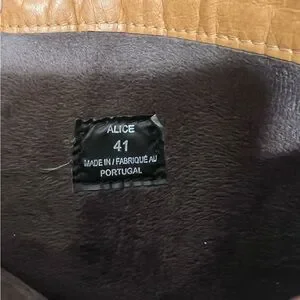 ALICE
41
MADE IN / FABRIQUÉ AU
PORTUGAL